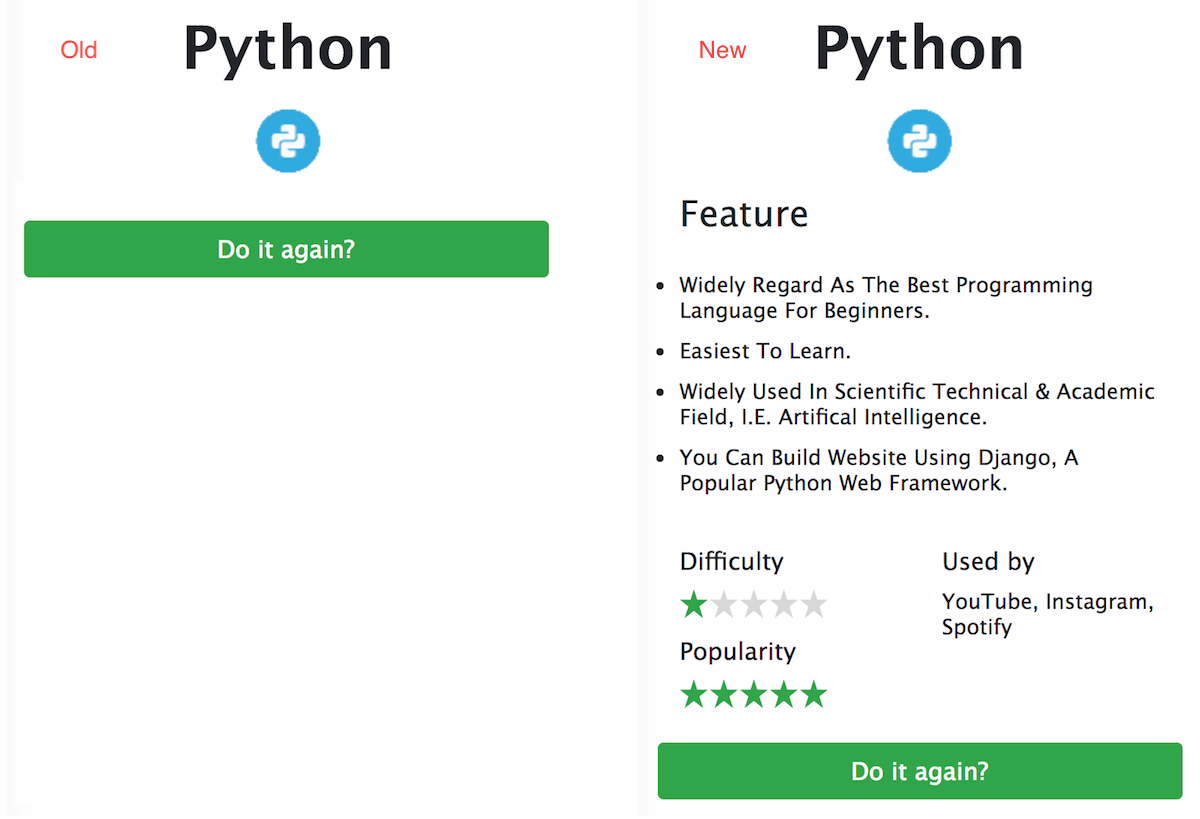 Old
Python
Do it again?
New
Python
Feature
Widely Regard As The Best Programming
Language For Beginners.
Easiest To Learn.
Widely Used In Scientific Technical & Academic
Field, I.E. Artifical Intelligence.
You Can Build Website Using Django, A
Popular Python Web Framework.
Difficulty
Popularity
Used by
YouTube, Instagram,
Spotify
Do it again?